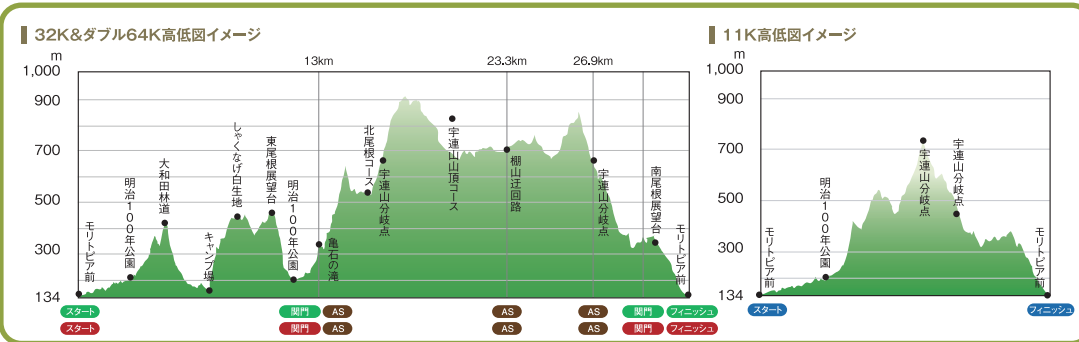 32K&ダブル64K高低図イメージ
m
1,000
900
700
500
300
134
13km
23.3km
26.9km
モリトピア前
明治100年公園
大和田林道
キャンプ場
しゃくなげ自生地
東尾根展望台
明治100年公園
亀石の滝
北尾根コース
宇連山分岐点
宇連山山頂コース
棚山迂回路
宇連山分岐点
南尾根展望台
モリトピア前
スタート
関門
AS
AS
AS
関門
フィニッシュ
スタート
関門
AS
AS
AS
関門
フィニッシュ
11K高低図イメージ
m
1,000
900
700
500
300
134
モリトピア前
明治100年公園
宇連山分岐点
宇連山分岐点
モリトピア前
スタート
フィニッシュ